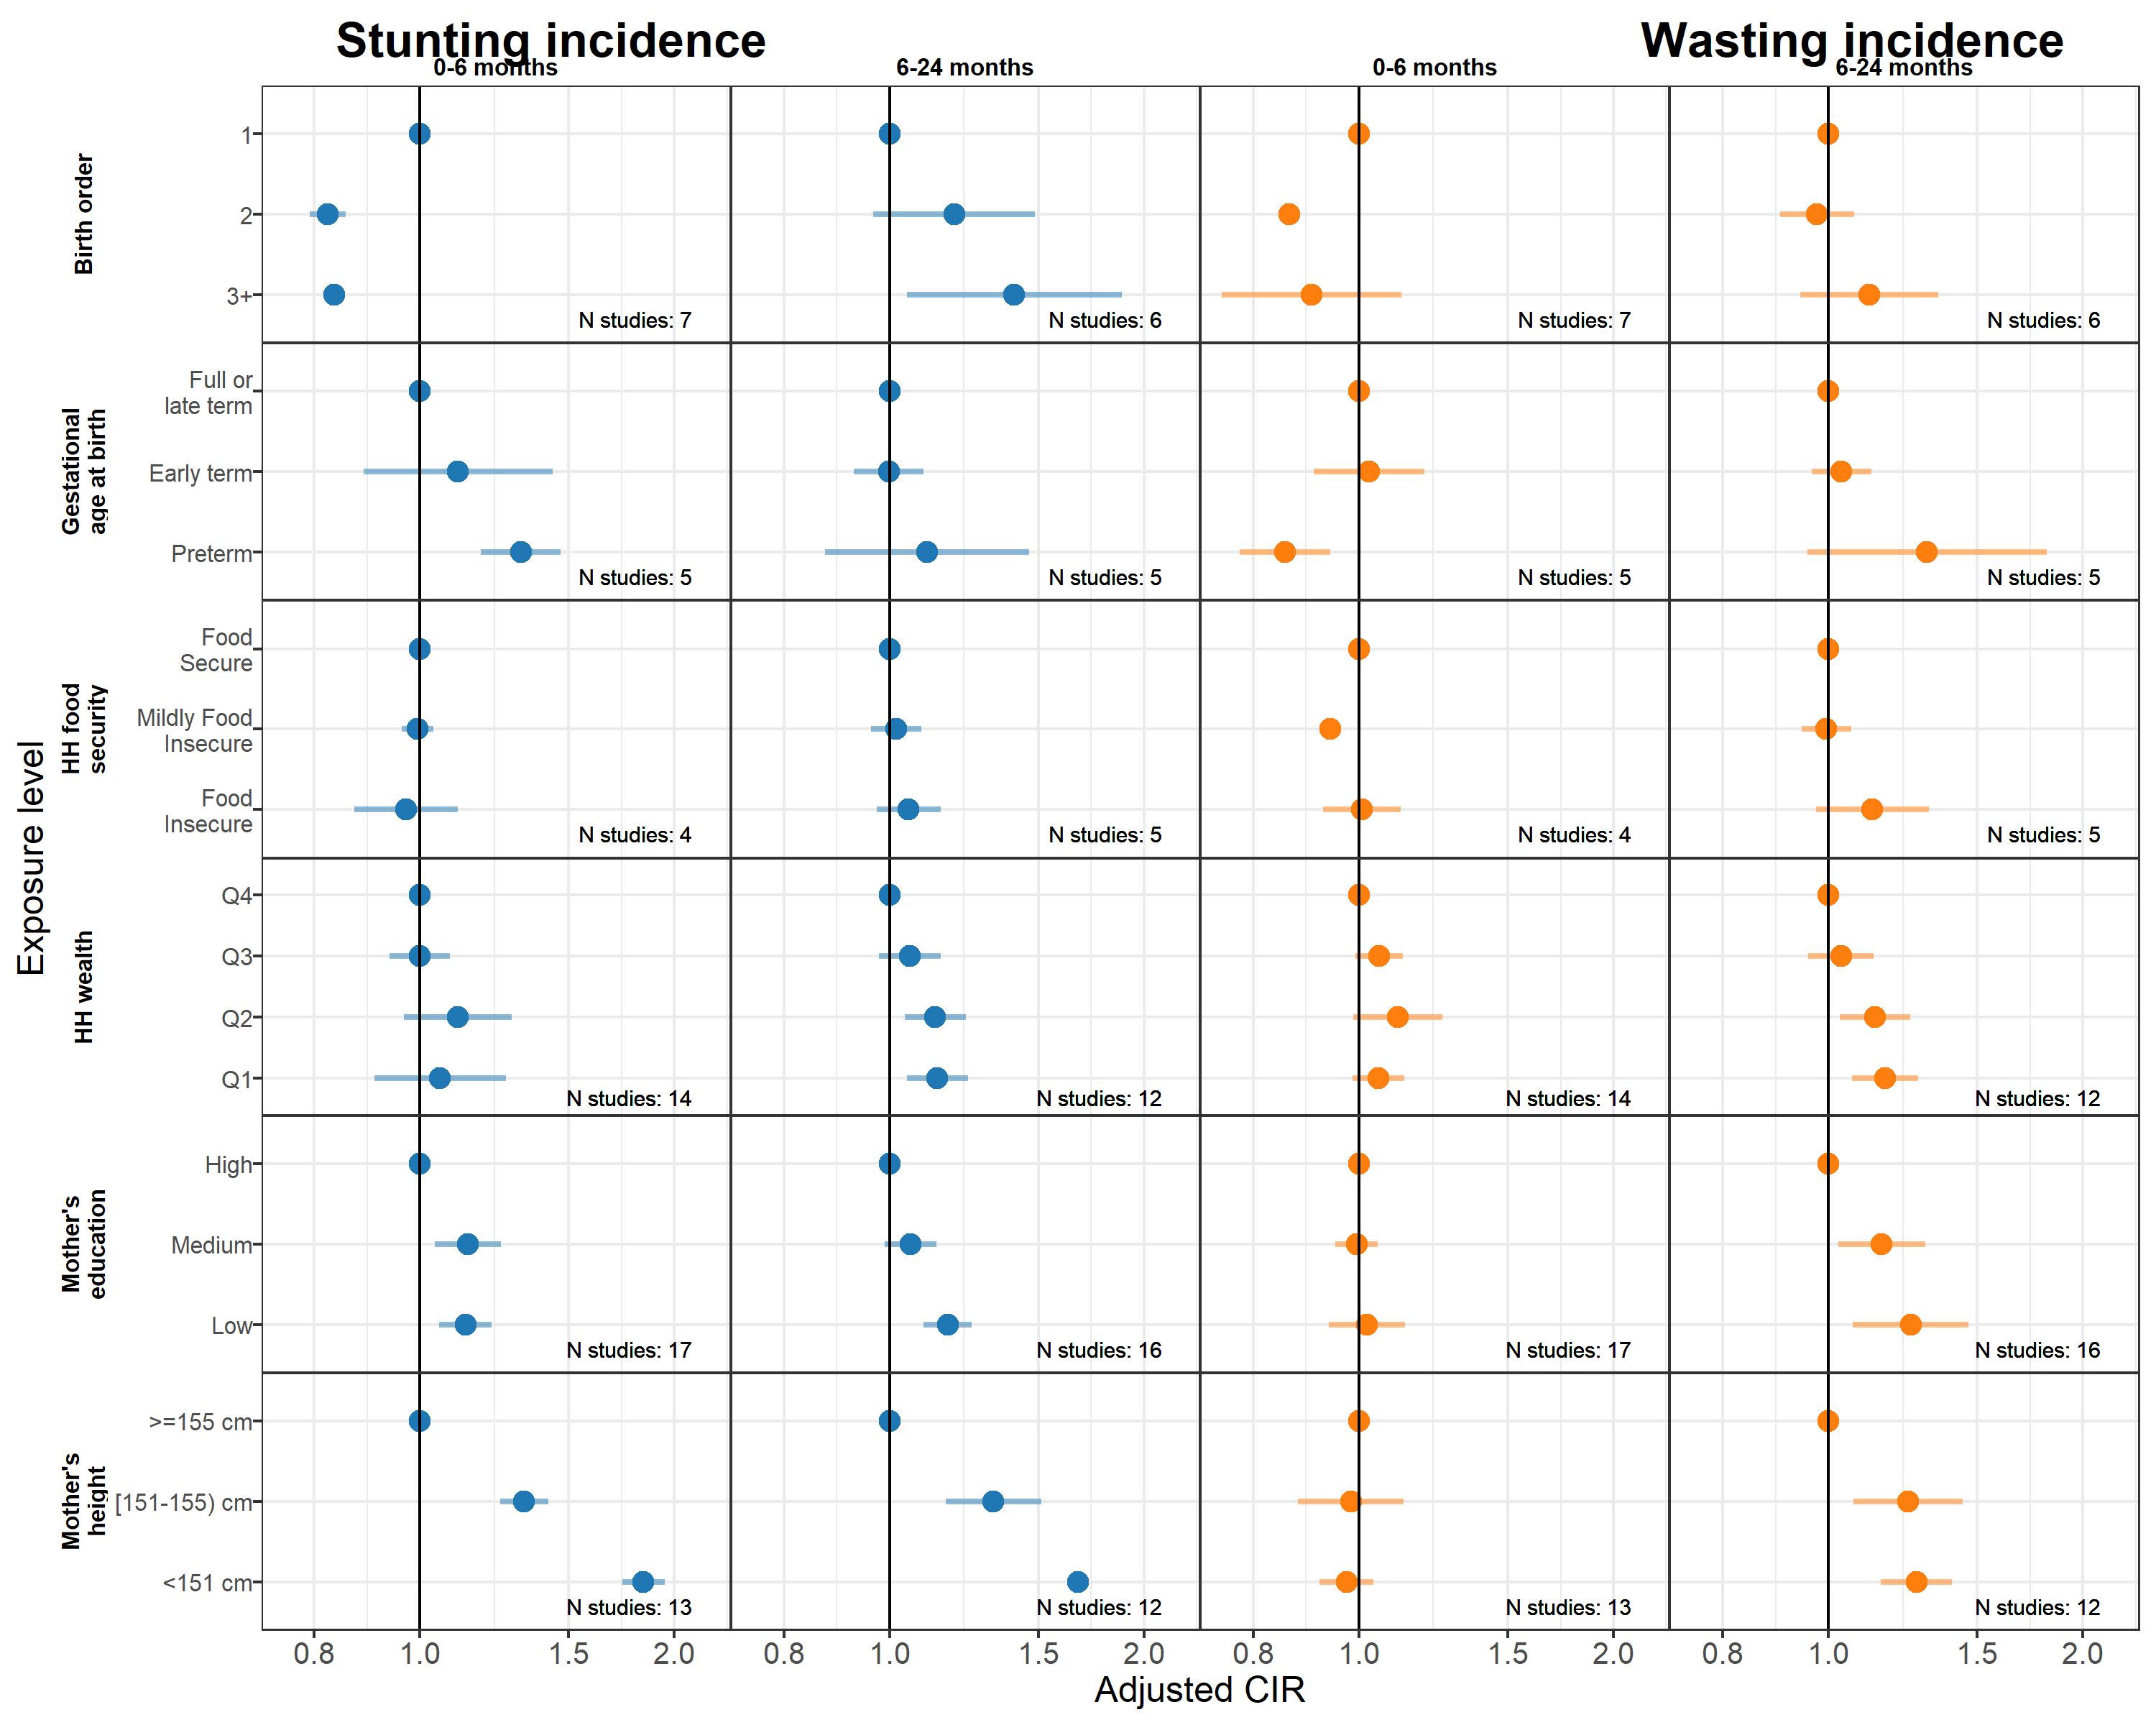 Stunting incidence
Wasting incidence
0-6 months
6-24 months
0-6 months
6-24 months
Exposure level
Birth order
1
2
3+
N studies: 7
N studies: 6
N studies: 7
N studies: 6
Gestational
age at birth
Full or
late term
Early term
Preterm
N studies: 5
N studies: 5
N studies: 5
N studies: 5
HH food
security
Food
Secure
Mildly Food
Insecure
Food
Insecure
N studies: 4
N studies: 5
N studies: 4
N studies: 5
HH wealth
Q4
Q3
Q2
Q1
N studies: 14
N studies: 12
N studies: 14
N studies: 12
Mother's
education
High
Medium
Low
N studies: 17
N studies: 16
N studies: 17
N studies: 16
Mother's
height
>=155 cm
[151-155) cm
<151 cm
N studies: 13
N studies: 12
N studies: 13
N studies: 12
0.8 1.0 1.5 2.0 0.8 1.0 1.5 2.0 0.8 1.0 1.5 2.0 0.8 1.0 1.5 2.0
Adjusted CIR